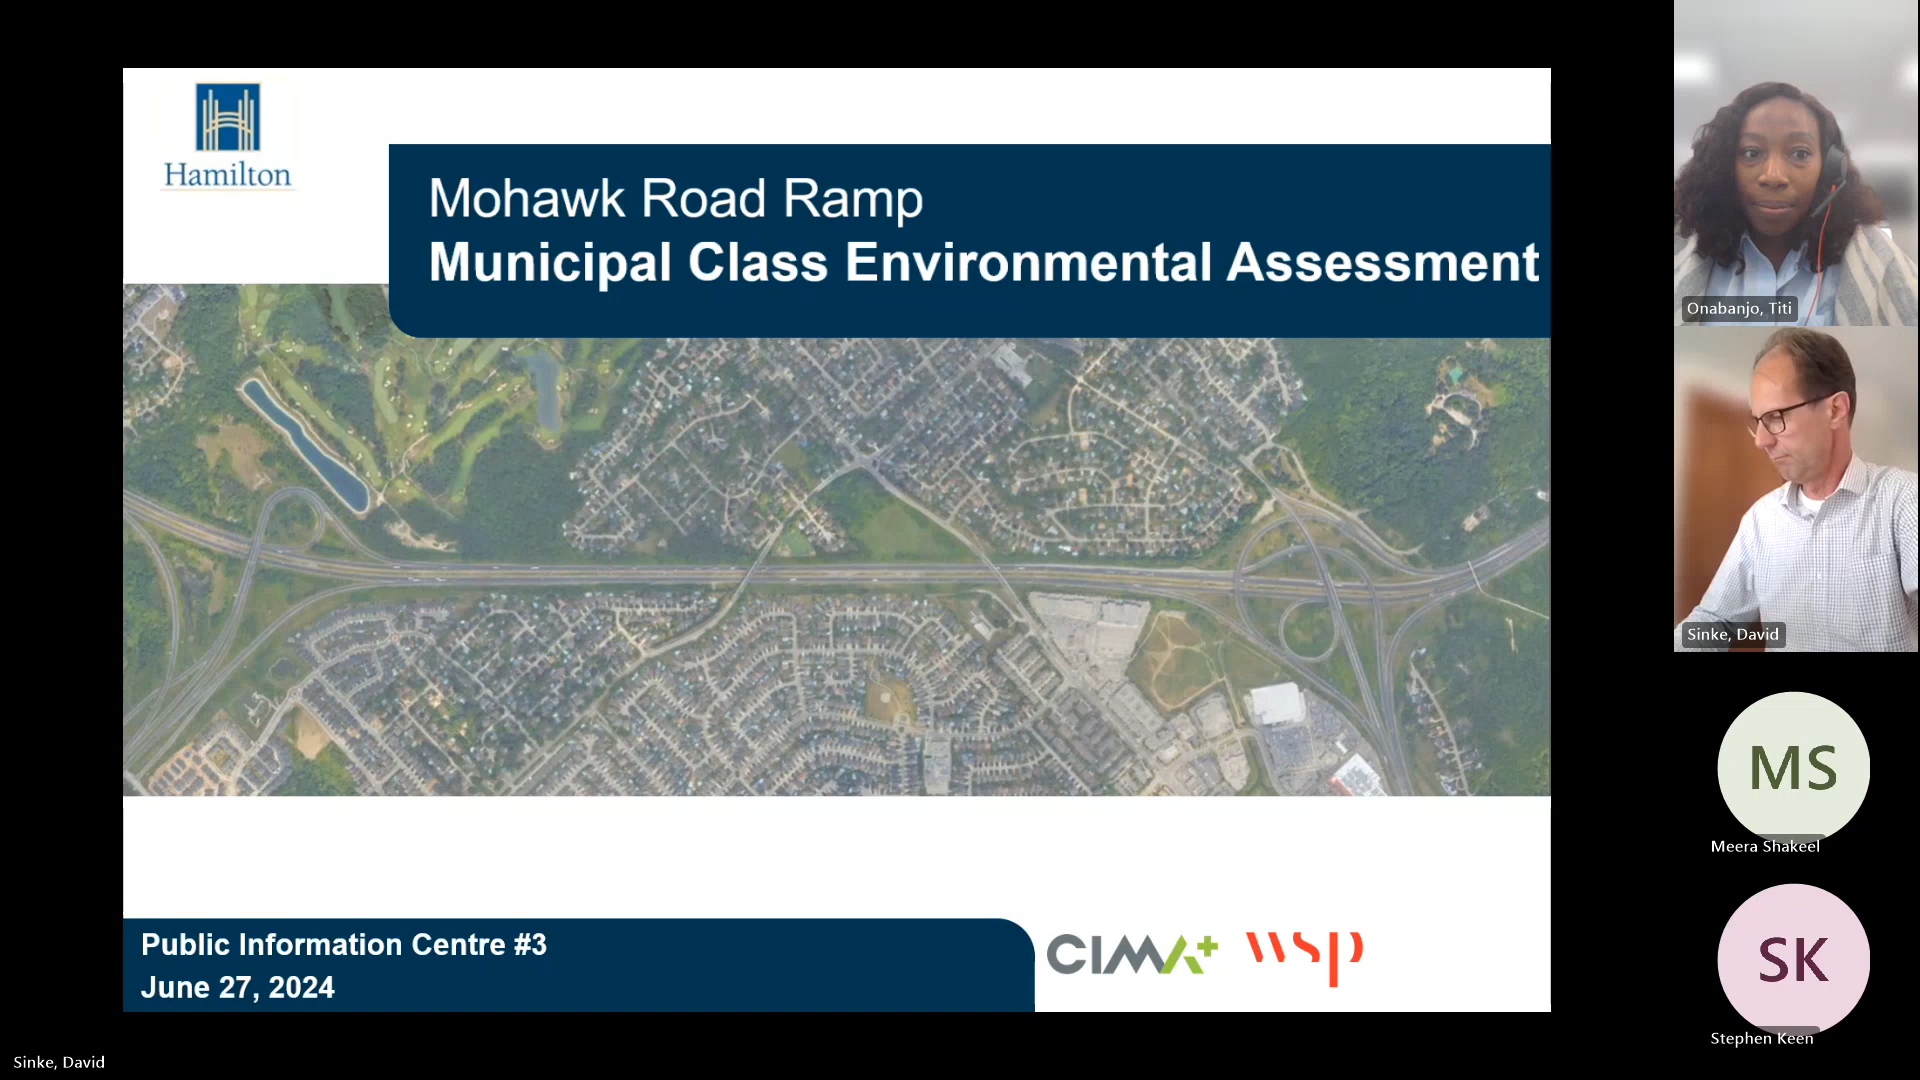 Hamilton
Mohawk Road Ramp
Municipal Class Environmental Assessment
Public Information Centre #3
June 27, 2024
CIMA+
wsp
Onabanjo, Titi
Sinke, David
MS
Meera Shakeel
SK
Stephen Keen
Sinke, David